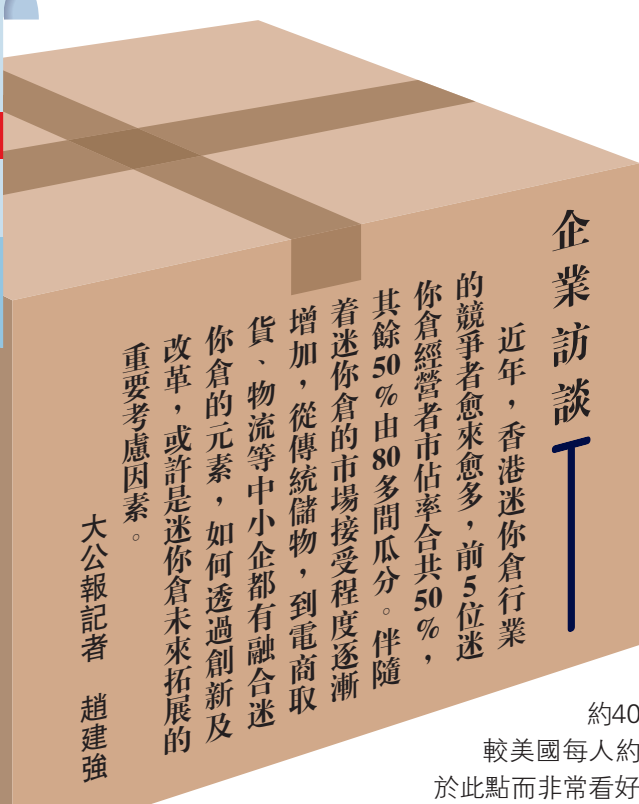 企業訪談
近年，香港迷你倉行業
的競爭者愈來愈多，前5位迷
你倉經營者市佔率合共50%，
其餘50%由80多間瓜分。伴隨
着迷你倉的市場接受程度逐漸
增加，從傳統儲物，到電商取
貨、物流等中小企都有融合迷
你倉的元素，如何透過創新及
改革，或許是迷你倉未來拓展的
重要考慮因素。
大公報記者　趙建強
約40
較美國每人約
於此點而非常看好